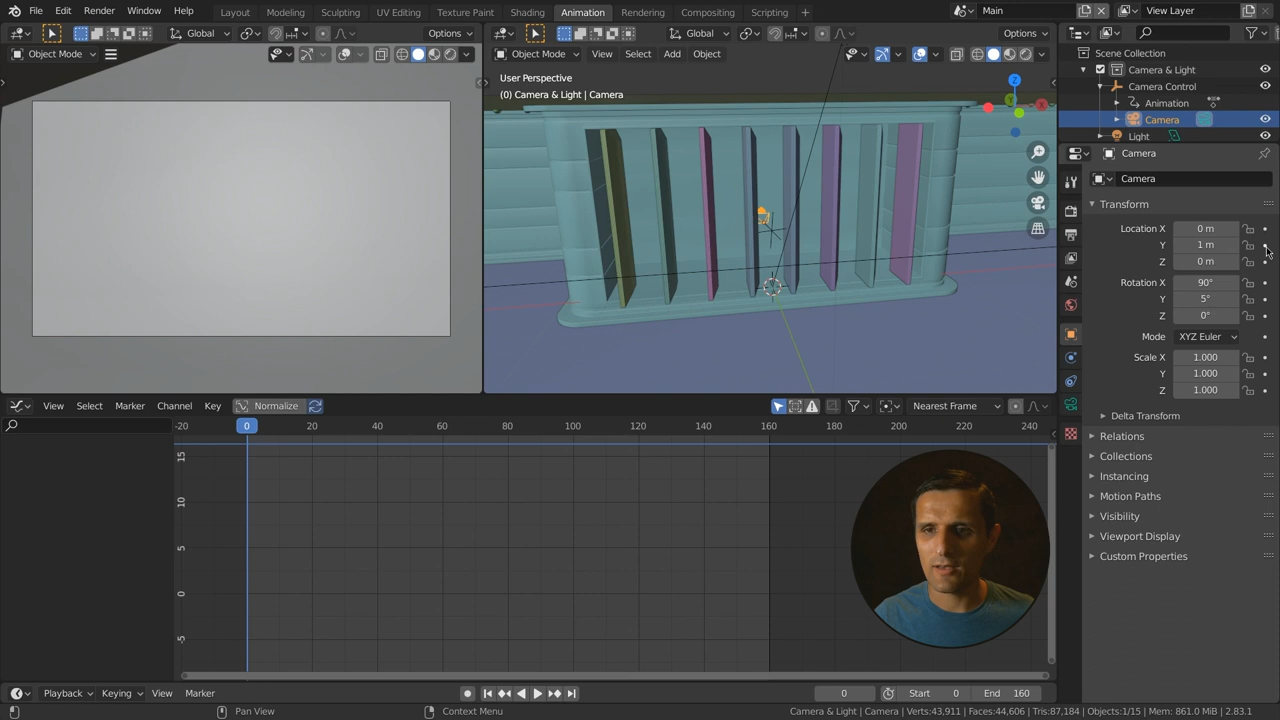 File Edit Render Window Help Layout Modeling Sculpting UV Editing Texture Paint Shading Animation Rendering Compositing Scripting + Main View Layer
Global Options
Global Options
Object Mode
Object Mode View Select Add Object
Scene Collection
Camera & Light
Camera Control
Animation
Camera
Light
User Perspective
(0) Camera & Light | Camera
Z
Y
X
Camera
Camera
Transform
Location X 0 m
Y 1 m
Z 0 m
Rotation X 90°
Y 5°
Z 0°
Mode XYZ Euler
Scale X 1.000
Y 1.000
Z 1.000
Delta Transform
Relations
Collections
Instancing
Motion Paths
Visibility
Viewport Display
Custom Properties
View Select Marker Channel Key Normalize Nearest Frame
-20 0 20 40 60 80 100 120 140 160 180 200 220 240
15
10
5
0
-5
Playback Keying View Marker 0 Start 0 End 160
Pan View Context Menu Camera & Light | Camera | Verts:43,911 | Faces:44,606 | Tris:87,184 | Objects:1/15 | Mem: 861.0 MiB | 2.83.1